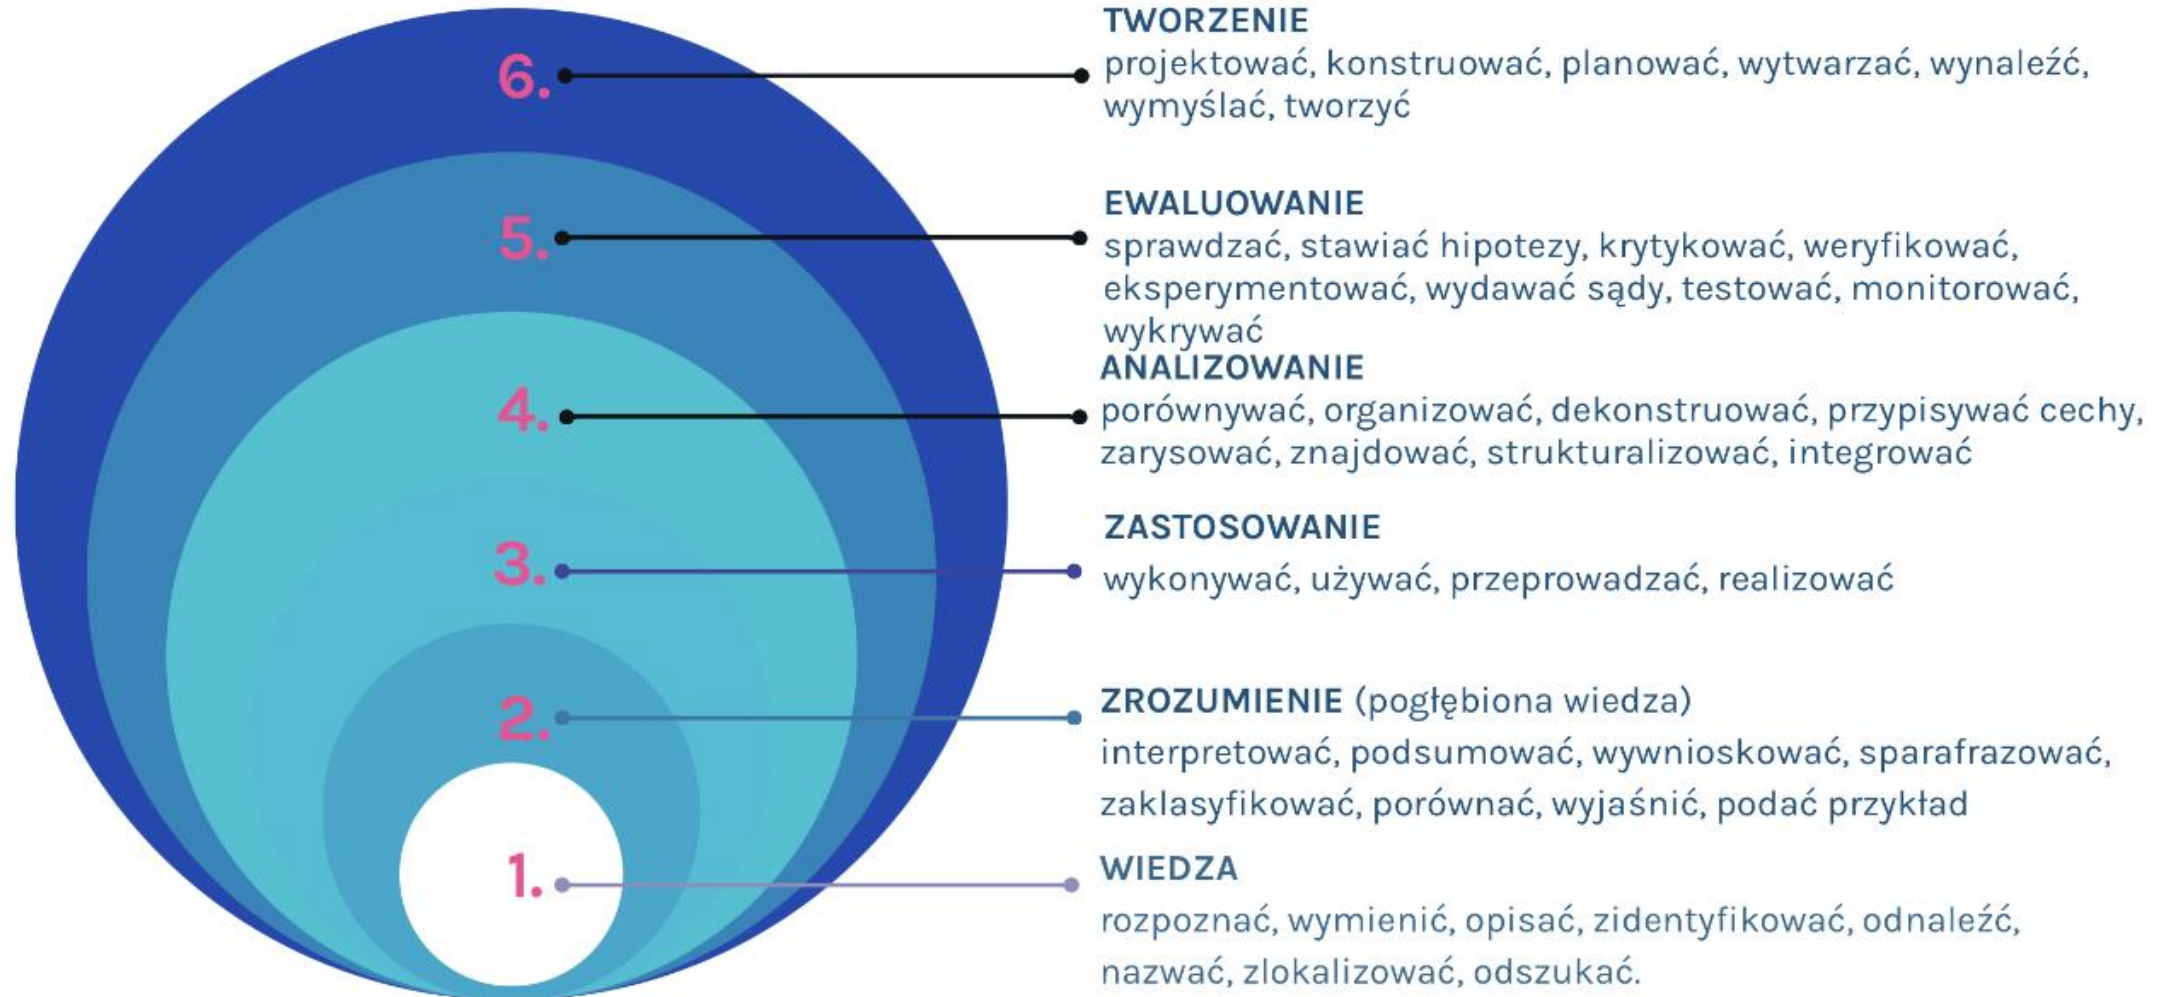 6.
TWORZENIE
projektować, konstruować, planować, wytwarzać, wynaleźć,
wymyślać, tworzyć
5.
EWALUOWANIE
sprawdzać, stawiać hipotezy, krytykować, weryfikować,
eksperymentować, wydawać sądy, testować, monitorować,
wykrywać
4.
ANALIZOWANIE
porównywać, organizować, dekonstruować, przypisywać cechy,
zarysować, znajdować, strukturalizować, integrować
3.
ZASTOSOWANIE
wykonywać, używać, przeprowadzać, realizować
2.
ZROZUMIENIE (pogłębiona wiedza)
interpretować, podsumować, wywnioskować, sparafrazować,
zaklasyfikować, porównać, wyjaśnić, podać przykład
1.
WIEDZA
rozpoznać, wymienić, opisać, zidentyfikować, odnaleźć,
nazwać, zlokalizować, odszukać.